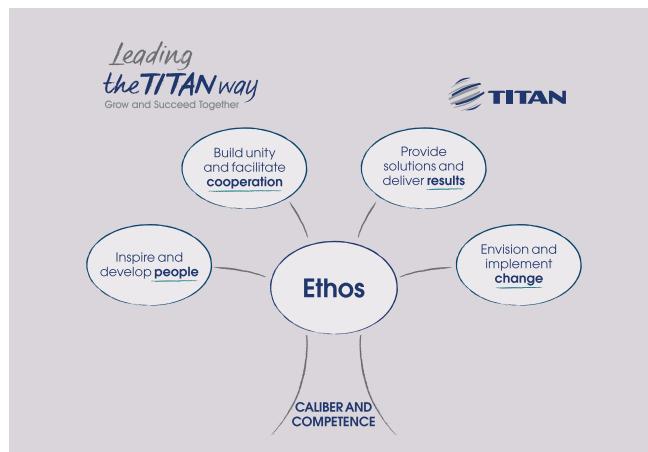 Leading
the TITAN way
Grow and Succeed Together
TITAN
Build unity
and facilitate
cooperation
Provide
solutions and
deliver results
Inspire and
develop people
Envision and
implement
change
Ethos
CALIBER AND
COMPETENCE